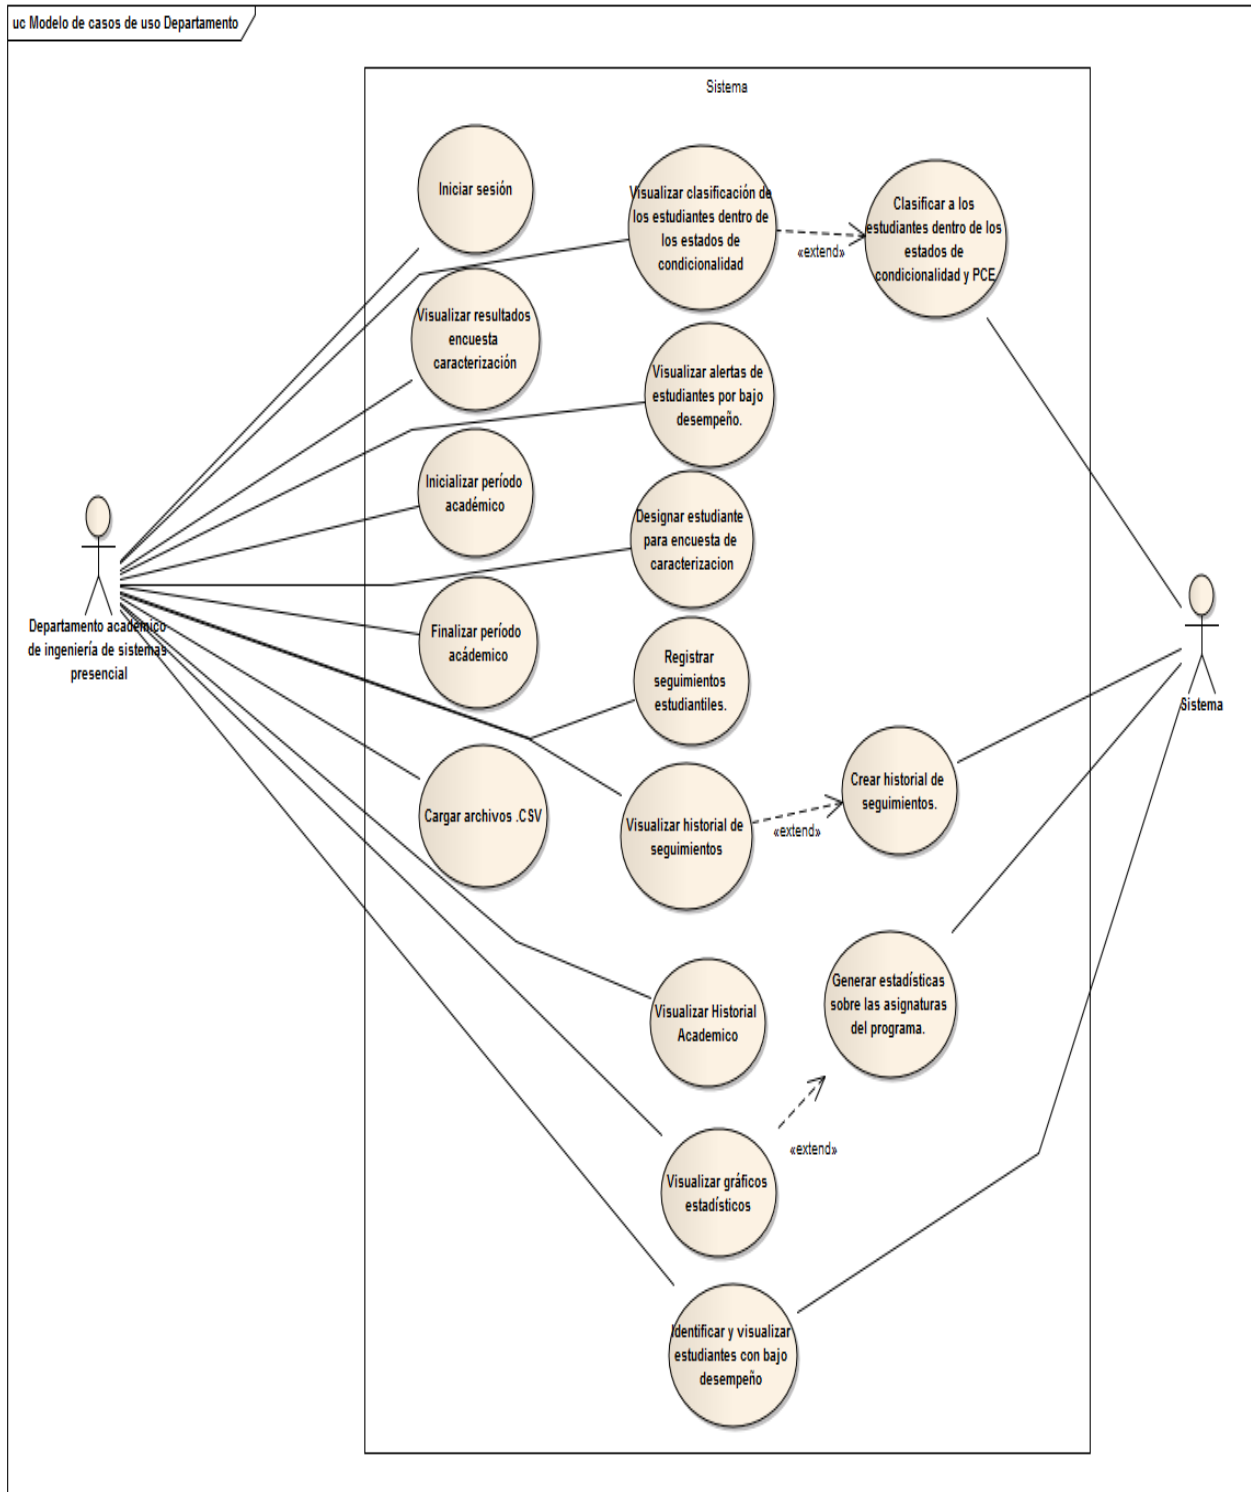 uc Modelo de casos de uso Departamento
Sistema
Iniciar sesión
Visualizar clasificación de
los estudiantes dentro de
los estados de
condicionalidad
«extend»
Clasificar a los
estudiantes dentro de los
estados de
condicionalidad y PCE
Visualizar resultados
encuesta
caracterización
Visualizar alertas de
estudiantes por bajo
desempeño.
Inicializar período
académico
Designar estudiante
para encuesta de
caracterizacion
Departamento académico
de ingeniería de sistemas
presencial
Finalizar período
acádemico
Registrar
seguimientos
estudiantiles.
Sistema
Cargar archivos .CSV
Visualizar historial de
seguimientos
«extend»
Crear historial de
seguimientos.
Visualizar Historial
Academico
Generar estadísticas
sobre las asignaturas
del programa.
«extend»
Visualizar gráficos
estadísticos
Identificar y visualizar
estudiantes con bajo
desempeño